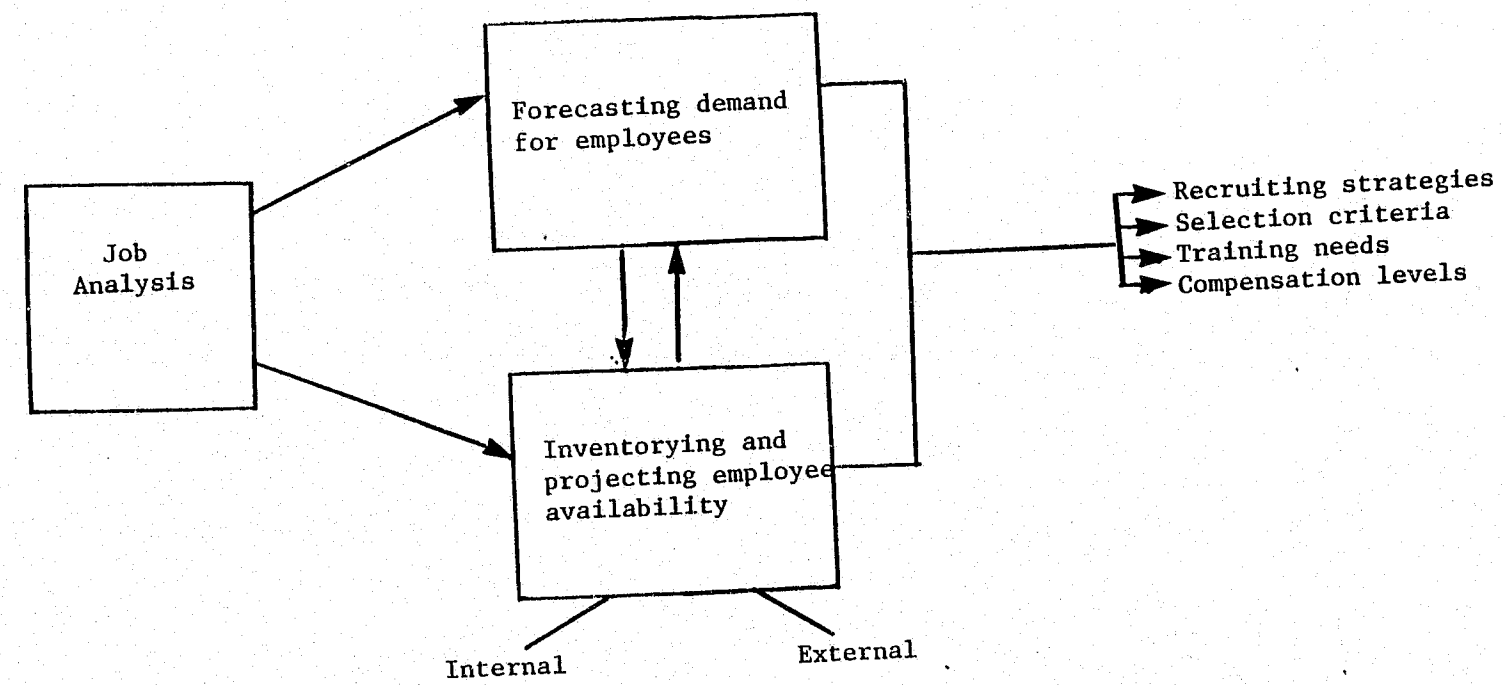 Job
Analysis
Forecasting demand
for employees
Inventorying and
projecting employee
availability
Internal
External
Recruiting strategies
Selection criteria
Training needs
Compensation levels